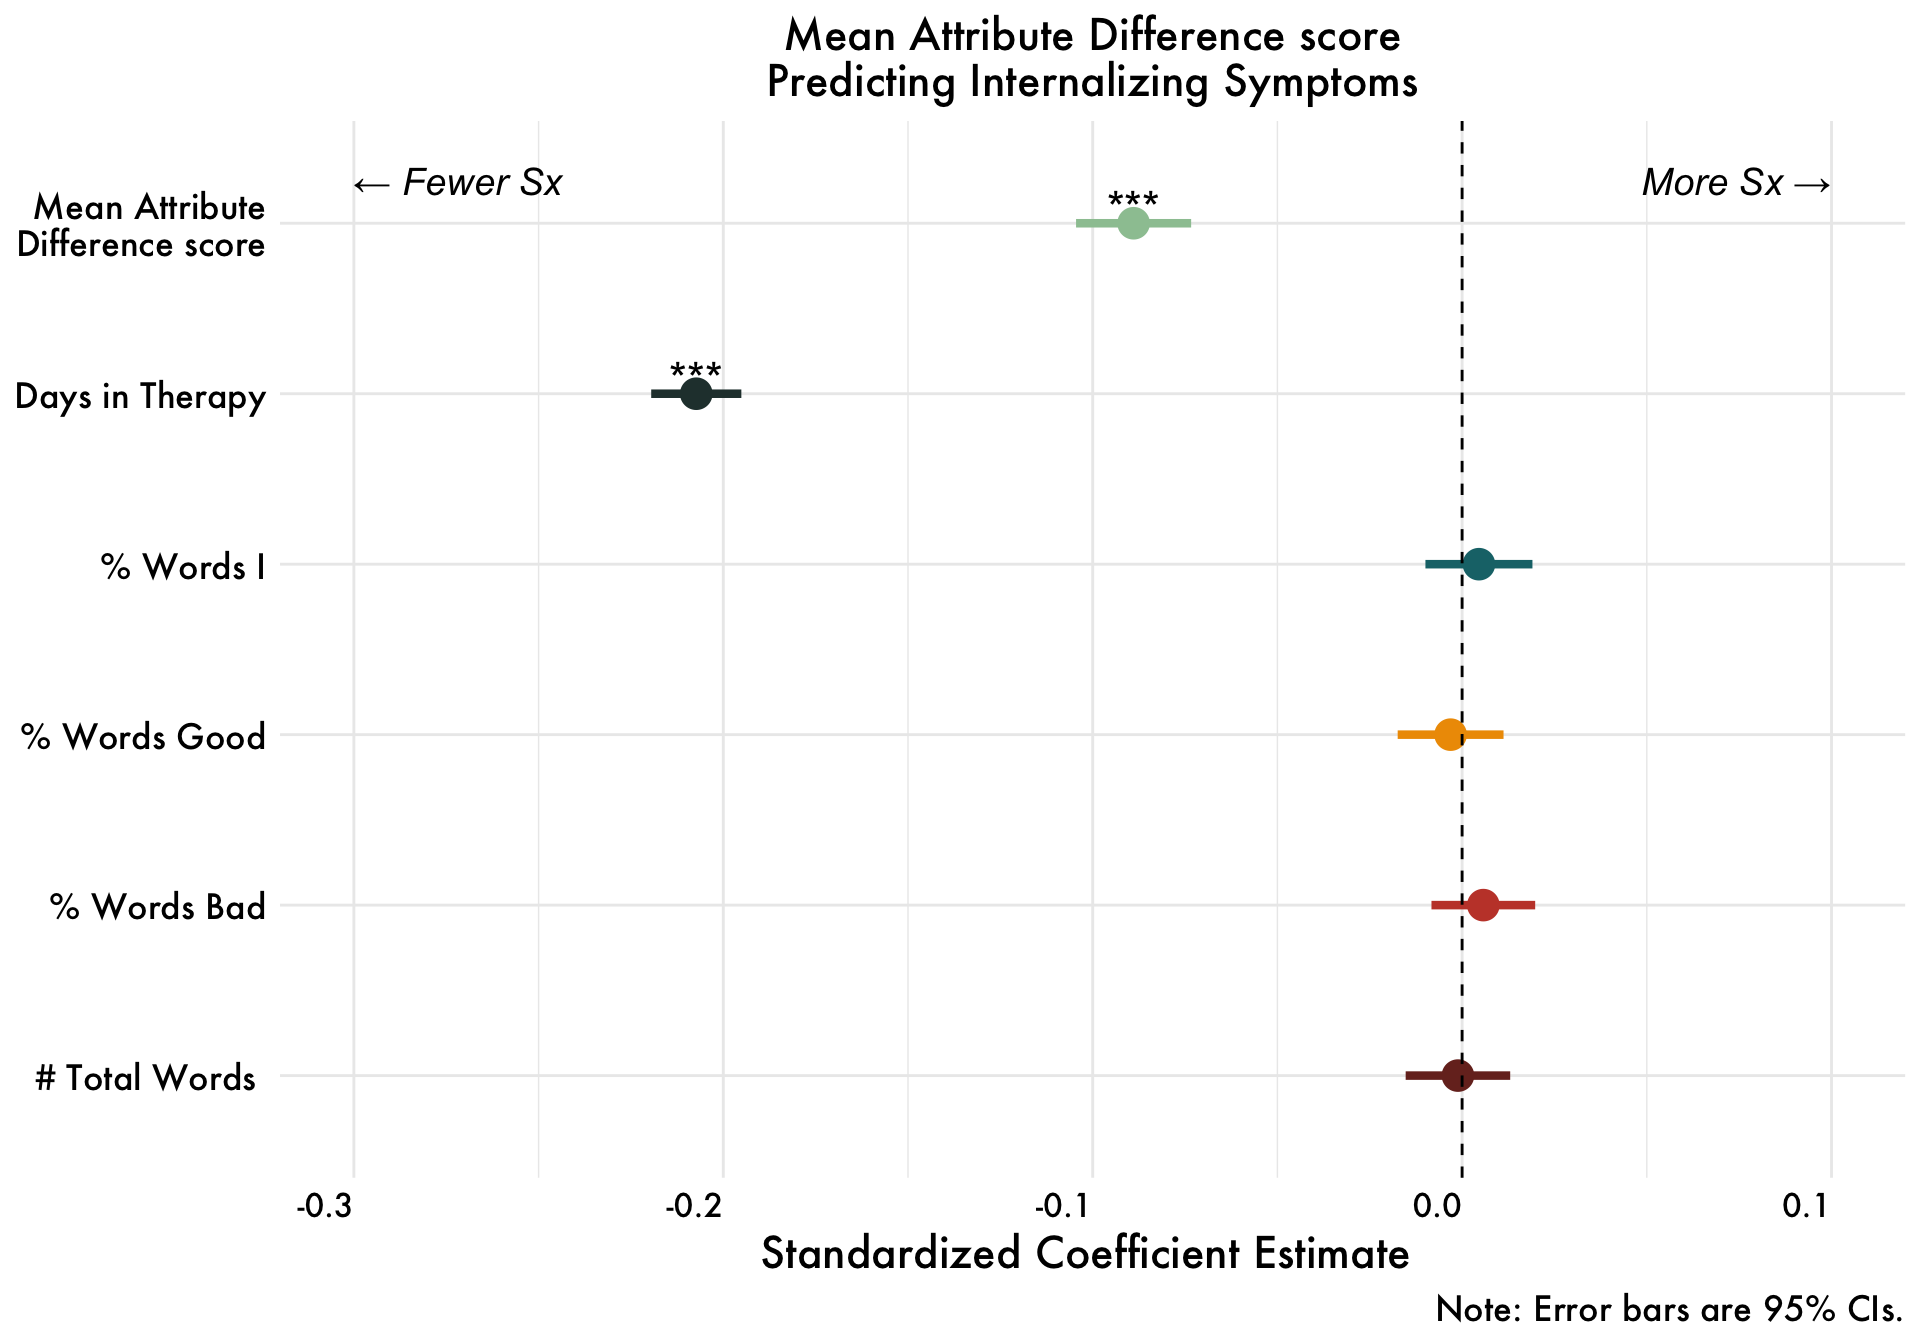 Mean Attribute Difference score
Predicting Internalizing Symptoms
← Fewer Sx
More Sx →
Mean Attribute
Difference score
***
Days in Therapy
***
% Words I
% Words Good
% Words Bad
# Total Words
-0.3
-0.2
-0.1
0.0
0.1
Standardized Coefficient Estimate
Note: Error bars are 95% CIs.